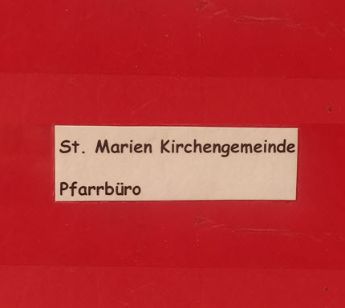 St. Marien Kirchengemeinde
Pfarrbüro